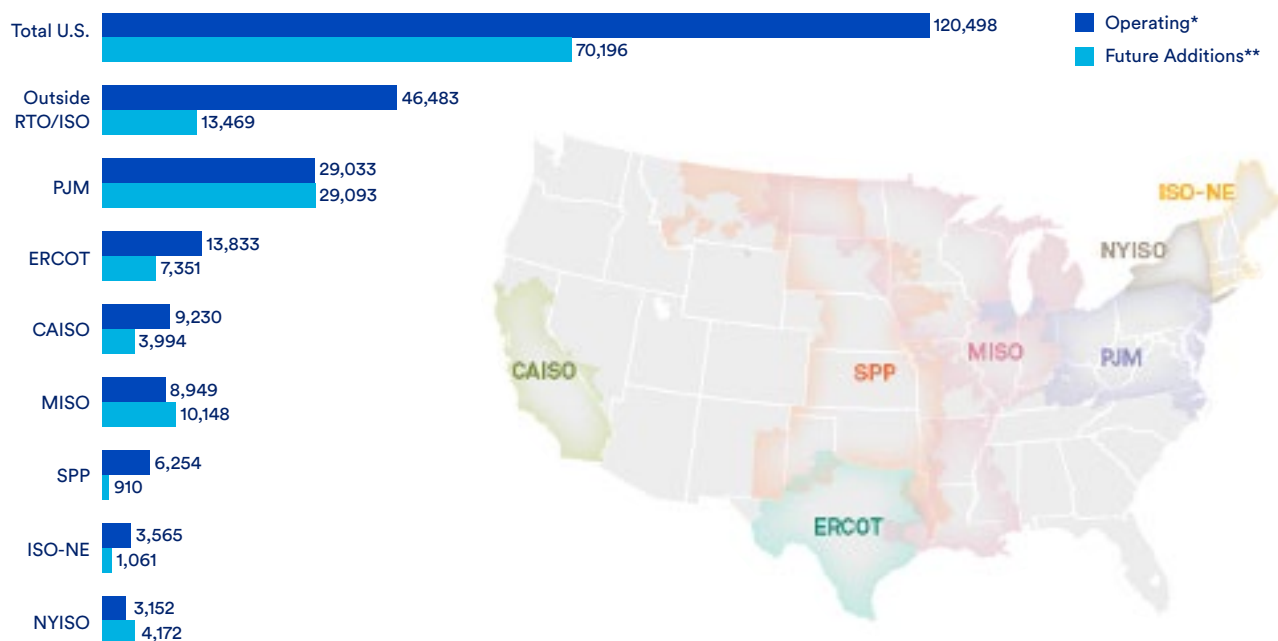 Total U.S.
120,498
70,196
Operating*
Future Additions**
Outside
RTO/ISO
46,483
13,469
PJM
29,033
29,093
ERCOT
13,833
7,351
CAISO
9,230
3,994
MISO
8,949
10,148
SPP
6,254
910
ISO-NE
3,565
1,061
NYISO
3,152
4,172
ISO-NE
NYISO
MISO
PJM
CAISO
SPP
ERCOT